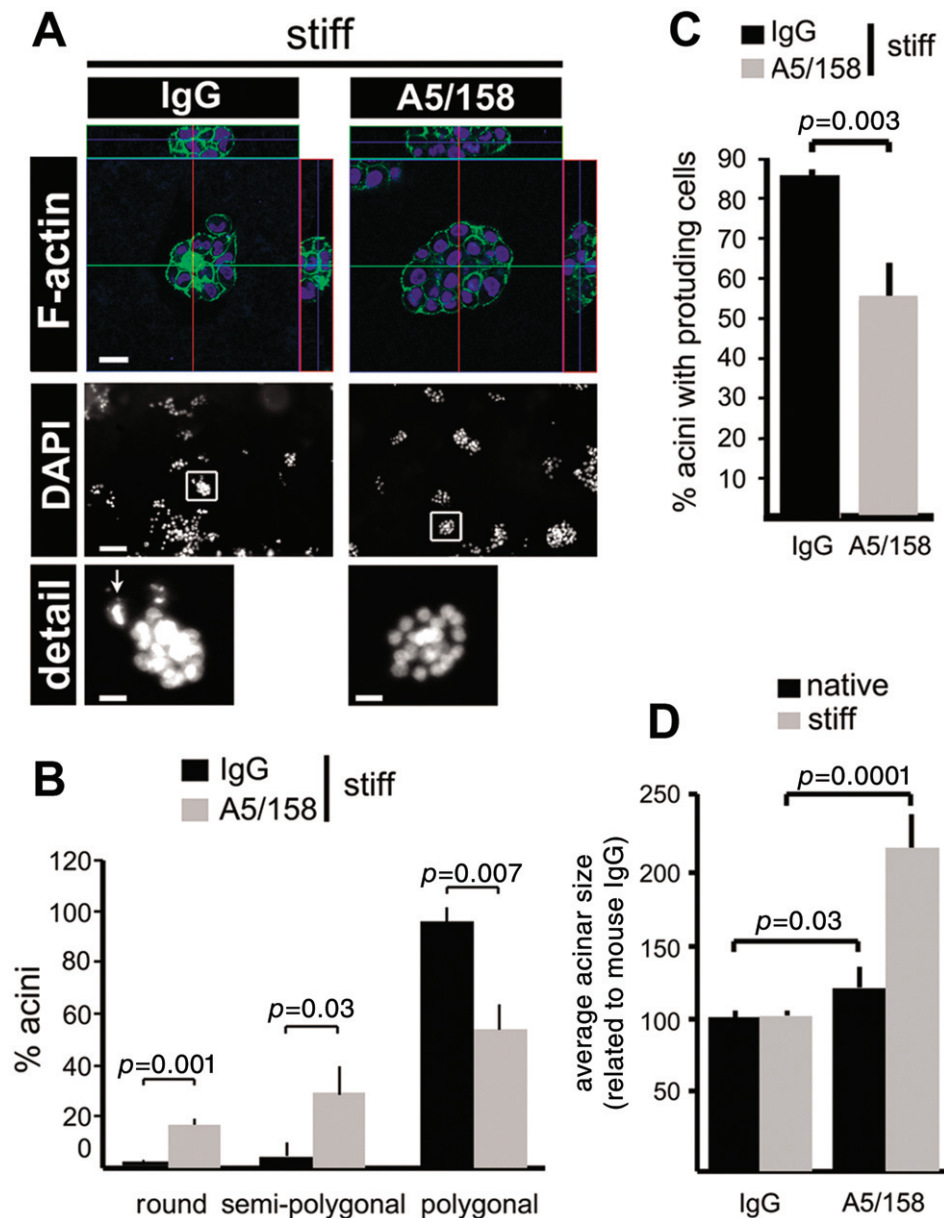 A
stiff
IgG
A5/158
F-actin
DAPI
detail
B
IgG
A5/158
stiff
% acini
120
100
80
60
40
20
0
p=0.001
p=0.03
p=0.007
round
semi-polygonal
polygonal
C
IgG
A5/158
stiff
p=0.003
% acini with protuding cells
90
80
70
60
50
40
30
20
10
IgG
A5/158
D
native
stiff
p=0.0001
p=0.03
average acinar size
(related to mouse IgG)
250
200
150
100
50
IgG
A5/158